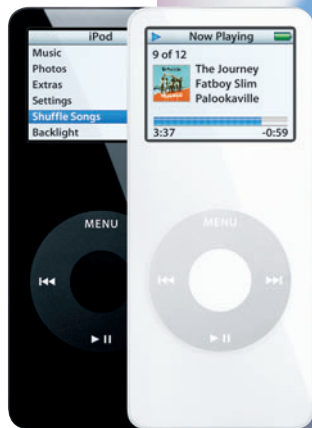 iPod
Music
Photos
Extras
Settings
Shuffle Songs
Backlight
MENU
Now Playing
9 of 12
The Journey
Fatboy Slim
Palookaville
3:37 -0:59
MENU